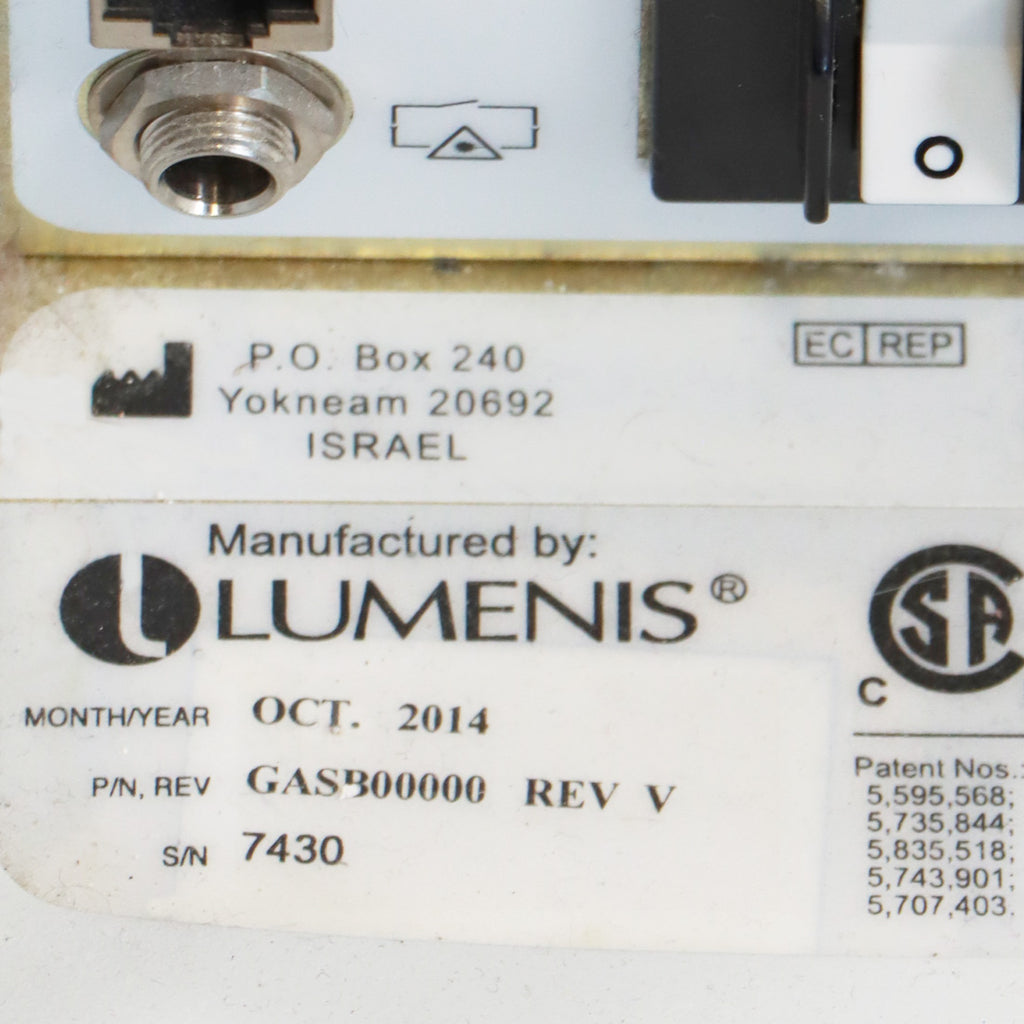 O
P.O. Box 240
Yokneam 20692
ISRAEL
EC REP
Manufactured by:
LUMENIS®
MONTH/YEAR OCT. 2014
P/N, REV GASB00000 REV V
S/N 7430
CSA
C
Patent Nos.:
5,595,568;
5,735,844;
5,835,518;
5,743,901;
5,707,403.